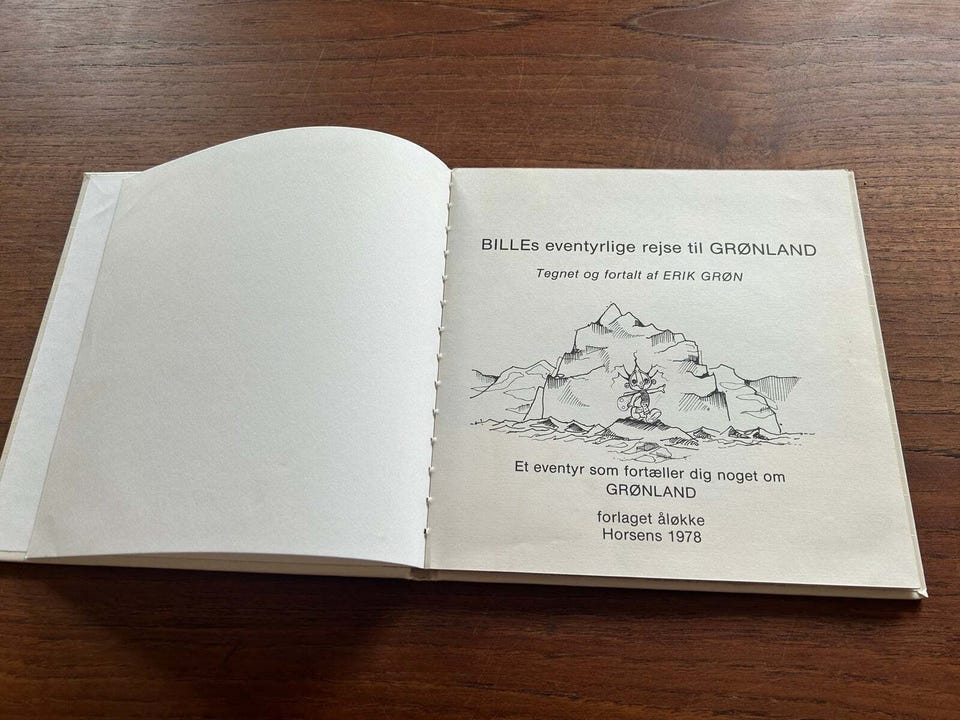 BILLEs eventyrlige rejse til GRØNLAND
Tegnet og fortalt af ERIK GRØN
Et eventyr som fortæller dig noget om
GRØNLAND
forlaget åløkke
Horsens 1978